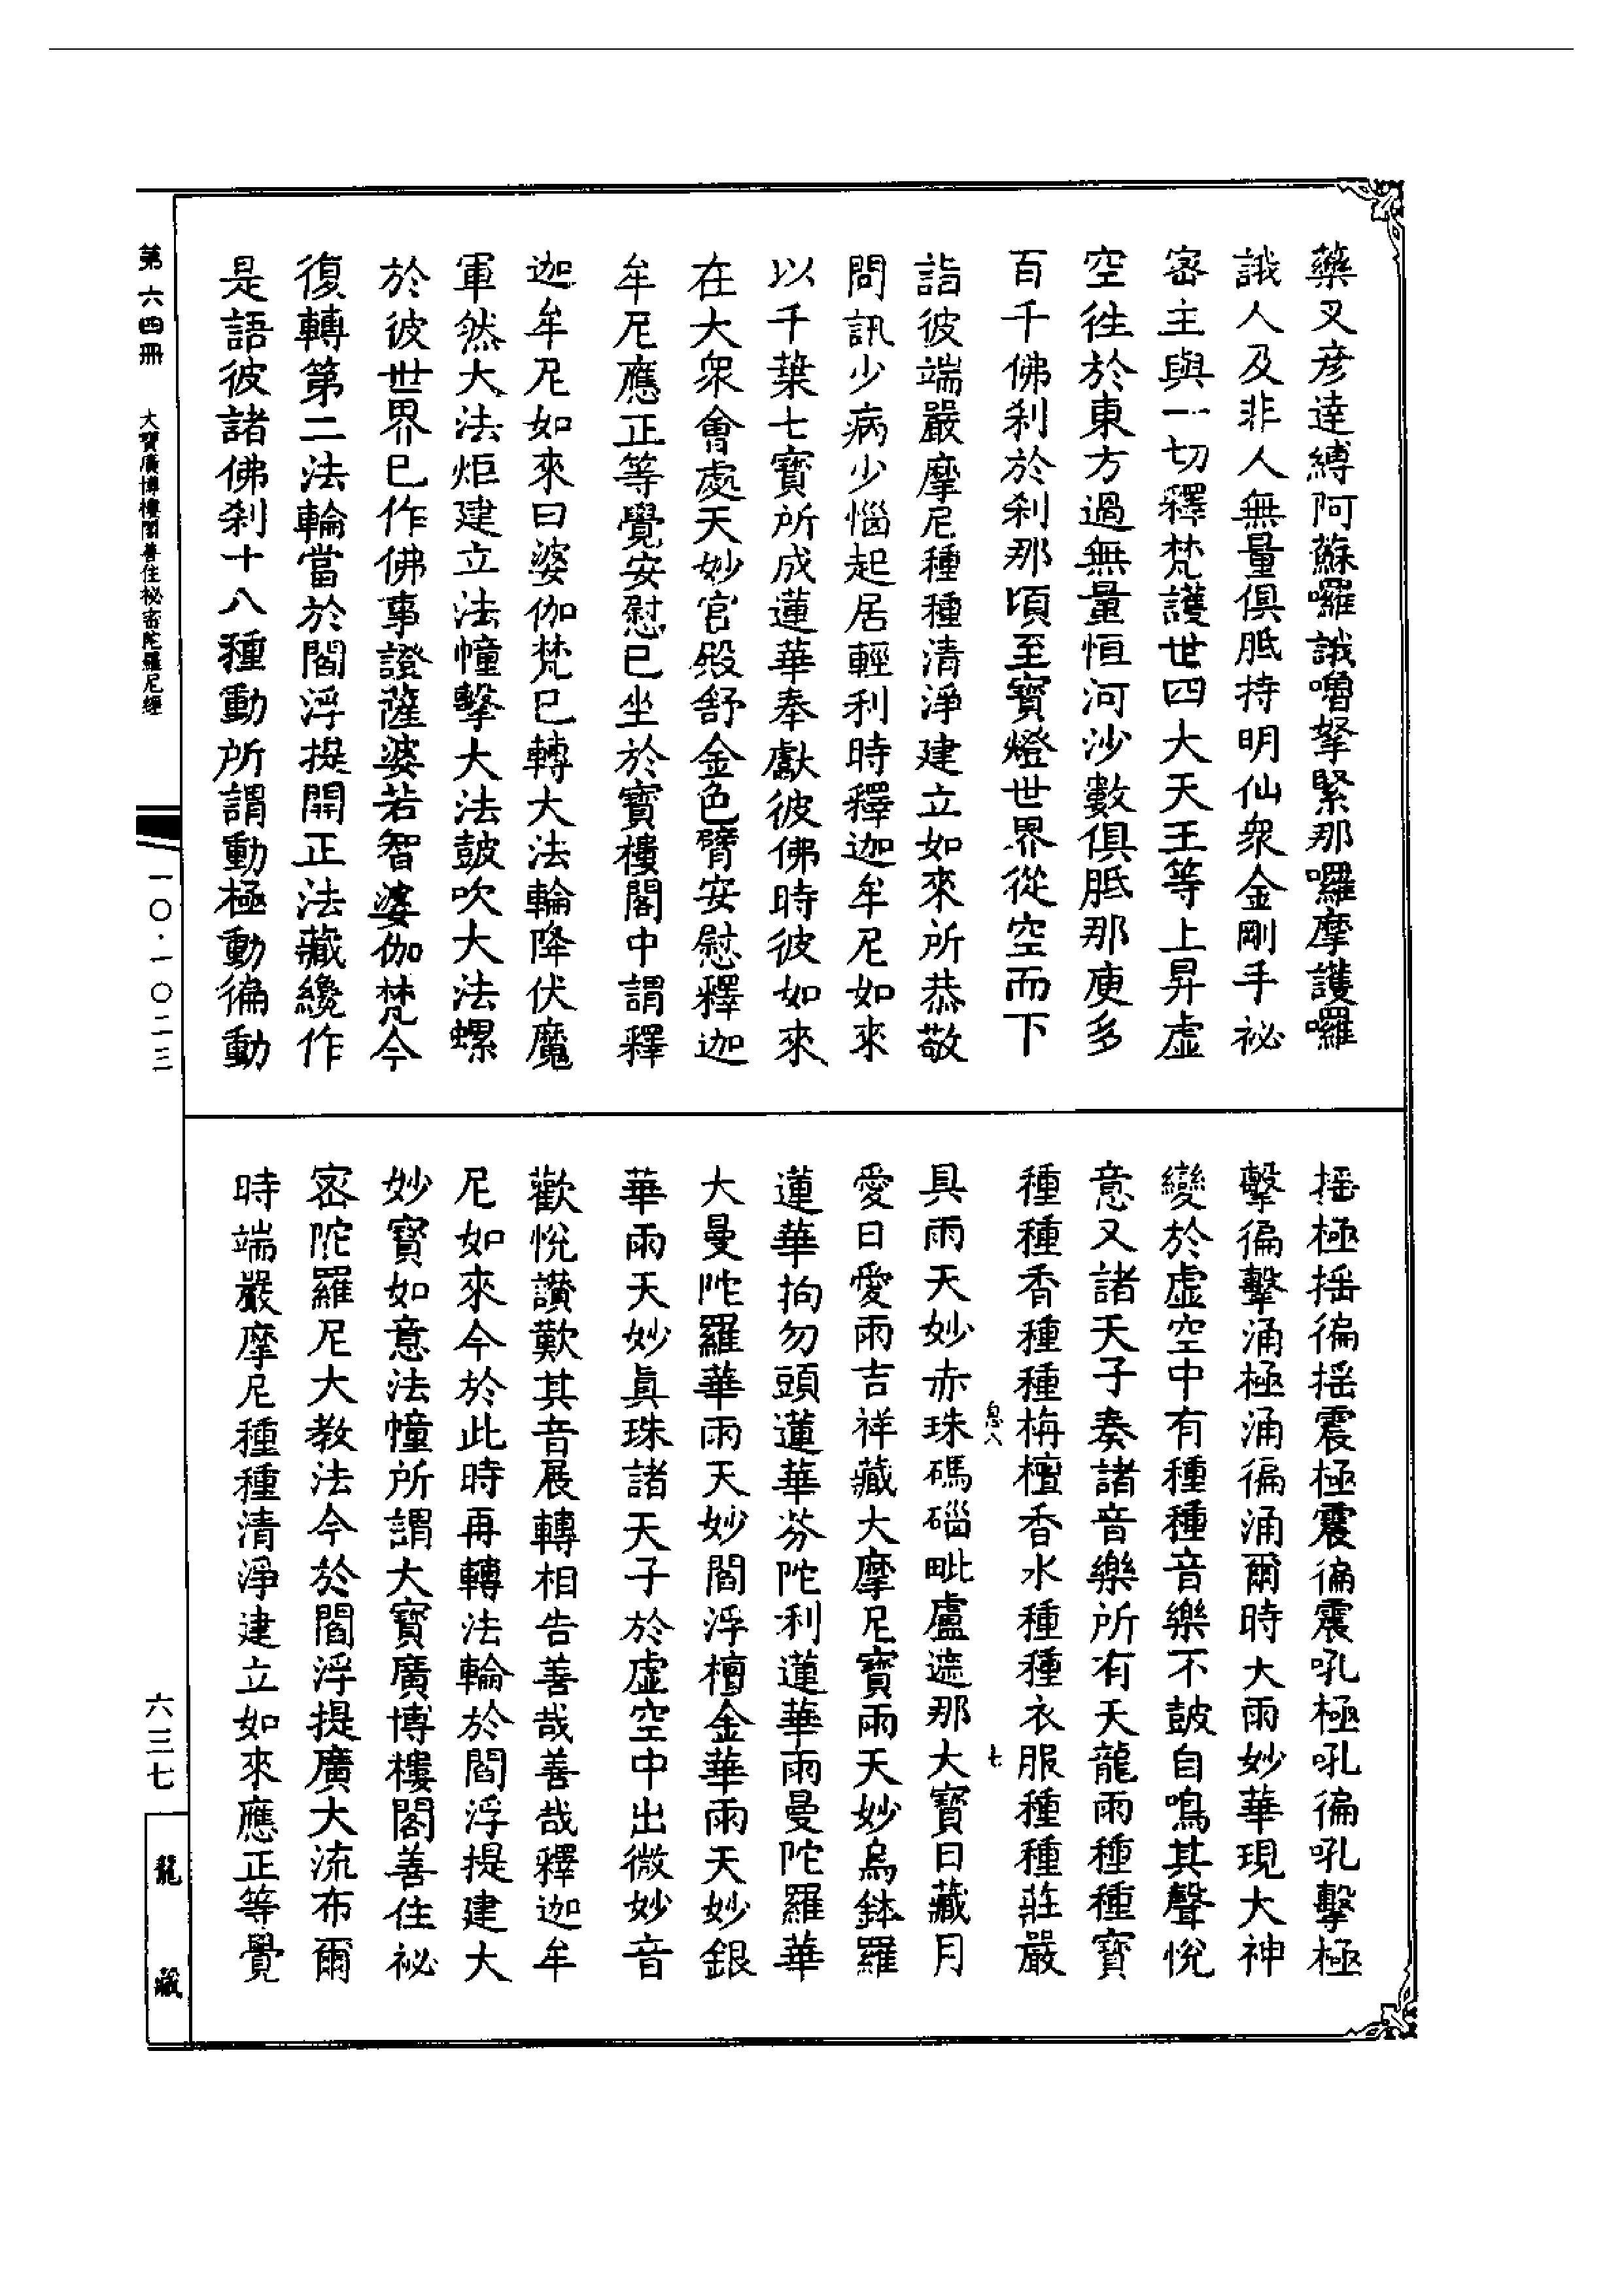 藥叉彥達縛阿蘇囉誐嚕拏緊那囉摩護囉
誐人及非人無量俱胝持明仙衆金剛手祕
密主與一切釋梵護世四大天王等上昇虛
空徃於東方過無量恒河沙數俱胝那庾多
百千佛刹於刹那頃至寳燈世界從空而下
詣彼端嚴摩尼種種清淨建立如來所恭敬
問訊少病少惱起居輕利時釋迦牟尼如來
以千葉七寳所成蓮華奉獻彼佛時彼如來
在大衆會處天妙宫殿舒金色臂安慰釋迦
牟尼應正等覺安慰已坐於寳樓閣中謂釋
迦牟尼如來曰婆伽梵已轉大法輪降伏魔
軍然大法炬建立法幢擊大法鼓吹大法螺
於彼世界已作佛事證薩婆若智婆伽梵今
復轉第二法輪當於閻浮提開正法藏纔作
是語彼諸佛刹十八種動所謂動極動徧動
搖極搖徧搖震極震徧震吼極吼徧吼擊極
擊徧擊涌極涌徧涌爾時大雨妙華現大神
變於虛空中有種種音樂不鼓自鳴其聲悅
意又諸天子奏諸音樂所有天龍雨種種寳
種種香種種栴檀香水種種衣服種種莊嚴
息八　七
具雨天妙赤珠碼碯毗盧遮那大寳日藏月
愛日愛雨吉祥藏大摩尼寳雨天妙烏鉢羅
蓮華拘勿頭蓮華芬陀利蓮華雨曼陀羅華
大曼陀羅華雨天妙閻浮檀金華雨天妙銀
華雨天妙眞珠諸天子於虛空中出微妙音
歡悅讚歎其音展轉相告善哉善哉釋迦牟
尼如來今於此時再轉法輪於閻浮提建大
妙寳如意法幢所謂大寳廣博樓閣善住祕
密陀羅尼大教法今於閻浮提廣大流布爾
時端嚴摩尼種種清淨建立如來應正等覺
第六四冊　大寶廣博樓閣善住祕密陀羅尼經
一〇·一〇二三
六三七
龍藏